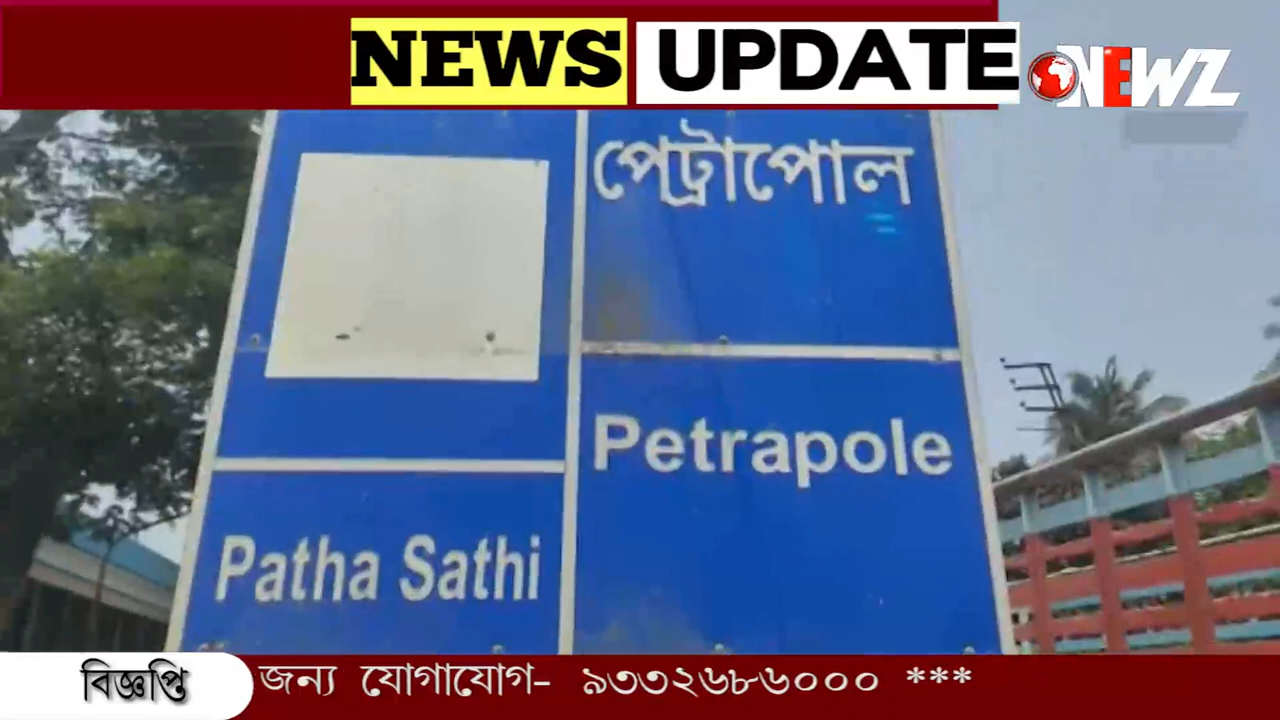 NEWS UPDATE
NEWZ
পেট্রাপোল
Petrapole
Patha Sathi
বিজ্ঞপ্তি
জন্য যোগাযোগ- ৯৩৩২৬৮৬০০০ ***